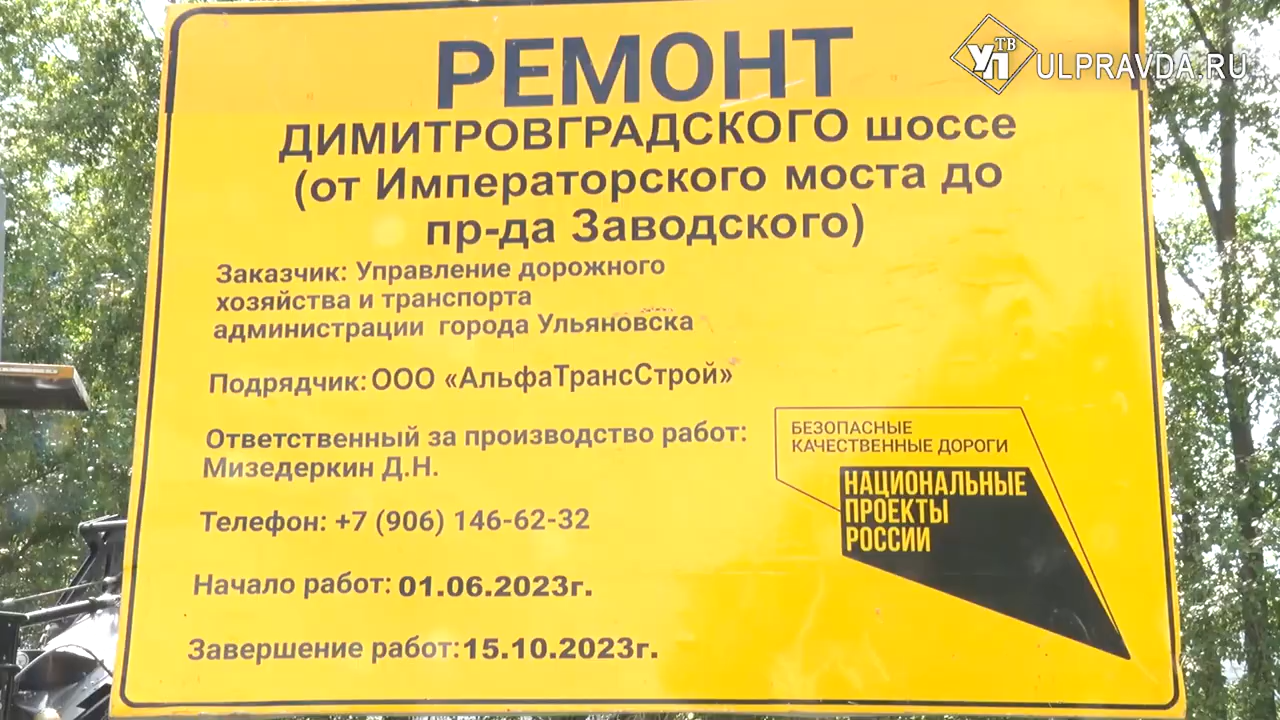 РЕМОНТ
ДИМИТРОВГРАДСКОГО шоссе
(от Императорского моста до
пр-да Заводского)
Заказчик: Управление дорожного
хозяйства и транспорта
администрации города Ульяновска
Подрядчик: ООО «АльфаТрансСтрой»
Ответственный за производство работ:
Мизедеркин Д.Н.
Телефон: +7 (906) 146-62-32
Начало работ: 01.06.2023г.
Завершение работ: 15.10.2023г.
БЕЗОПАСНЫЕ
КАЧЕСТВЕННЫЕ ДОРОГИ
НАЦИОНАЛЬНЫЕ
ПРОЕКТЫ
РОССИИ
УП ТВ
ULPRAVDA.RU